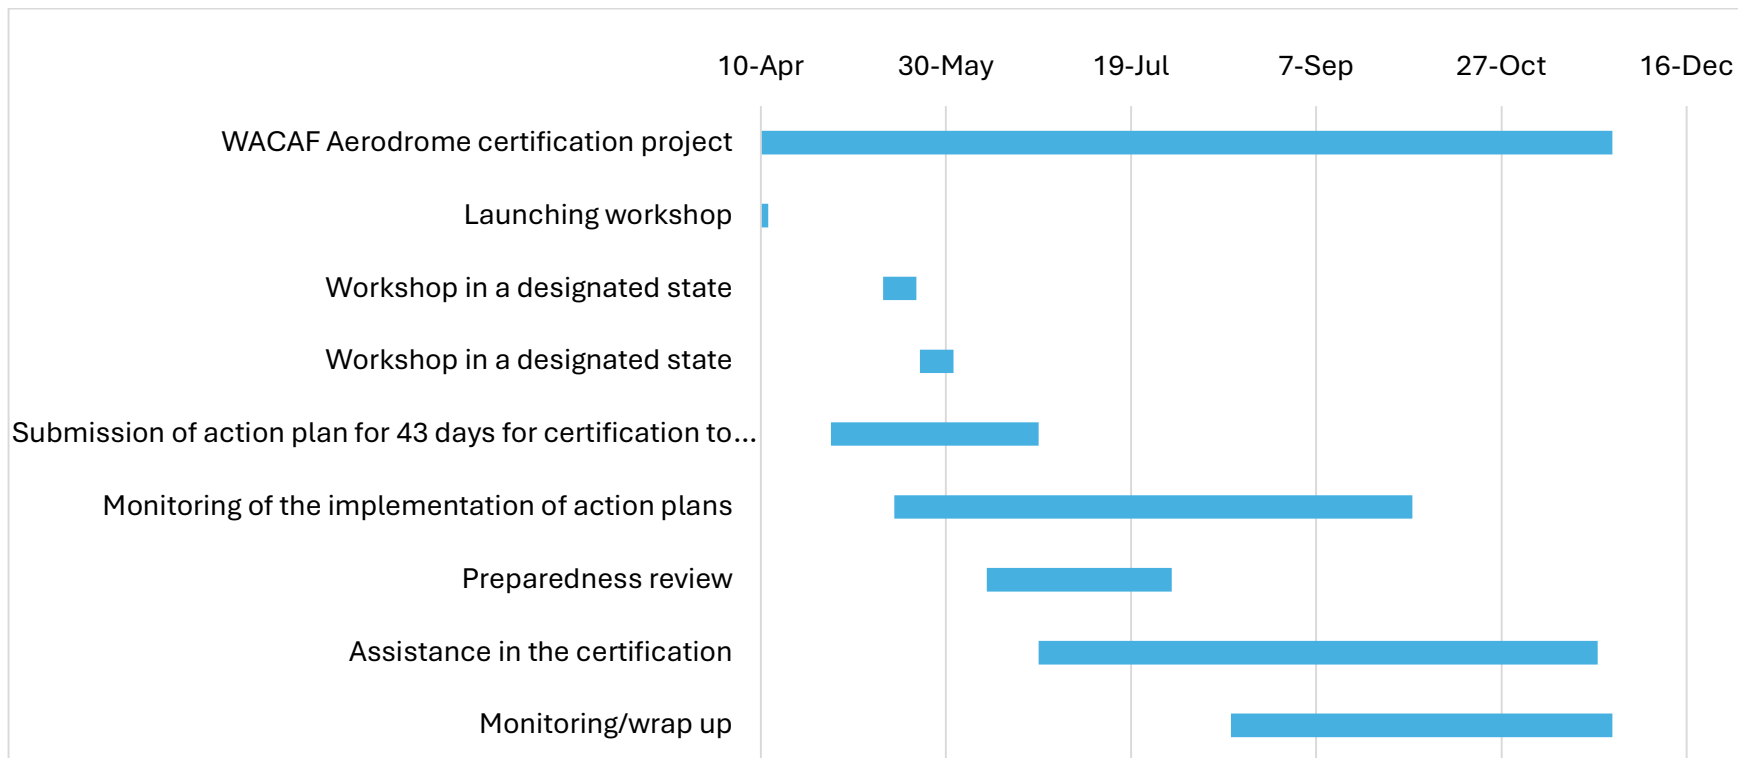 10-Apr 30-May 19-Jul 7-Sep 27-Oct 16-Dec
WACAF Aerodrome certification project
Launching workshop
Workshop in a designated state
Workshop in a designated state
Submission of action plan for 43 days for certification to...
Monitoring of the implementation of action plans
Preparedness review
Assistance in the certification
Monitoring/wrap up